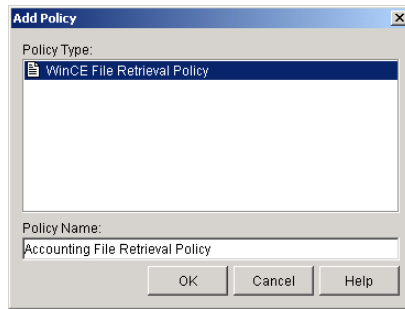 Add Policy
Policy Type:
WinCE File Retrieval Policy
Policy Name:
Accounting File Retrieval Policy
OK Cancel Help